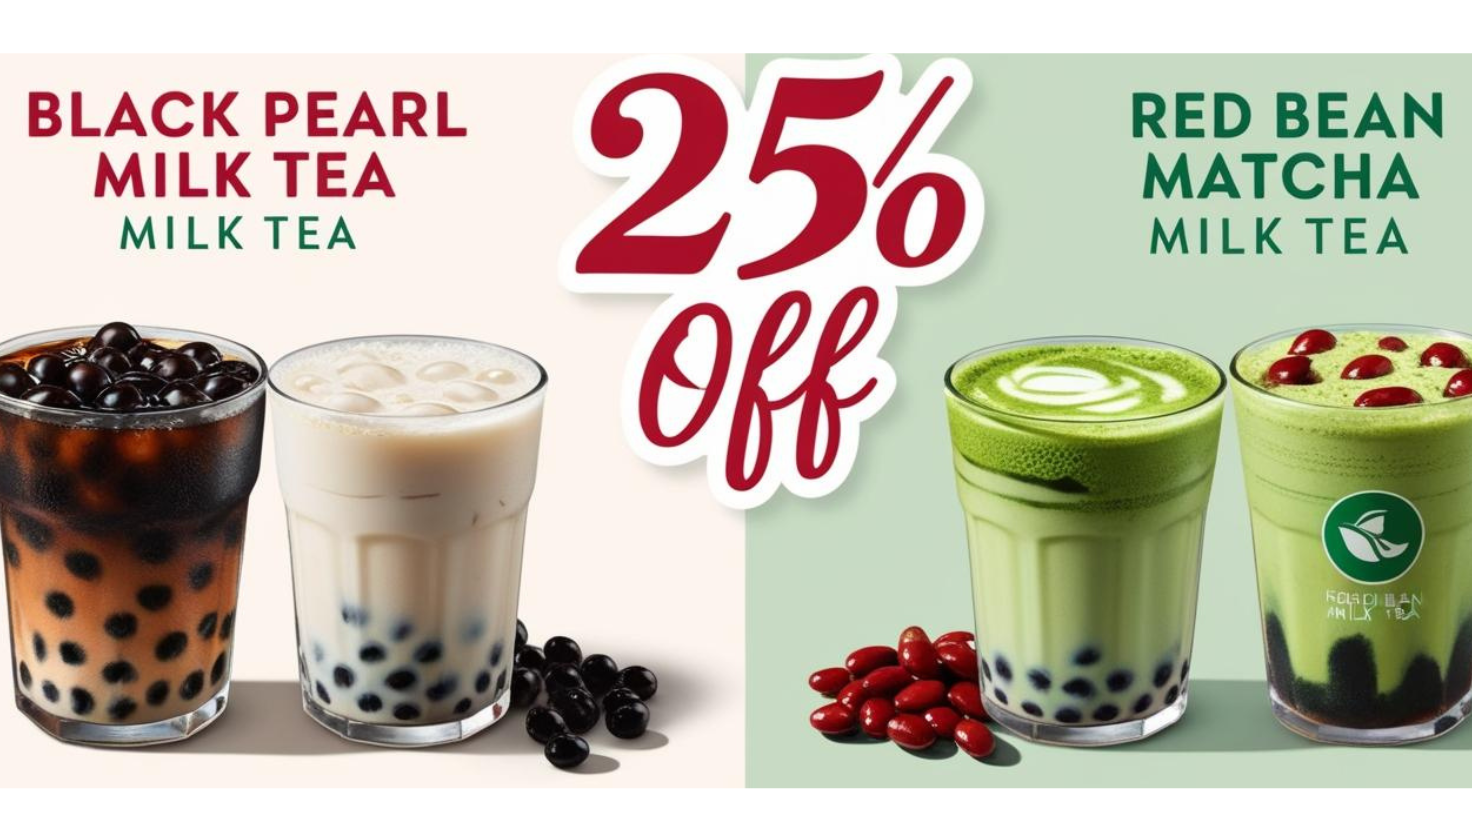 BLACK PEARL
MILK TEA
MILK TEA
25%
Off
RED BEAN
MATCHA
MILK TEA